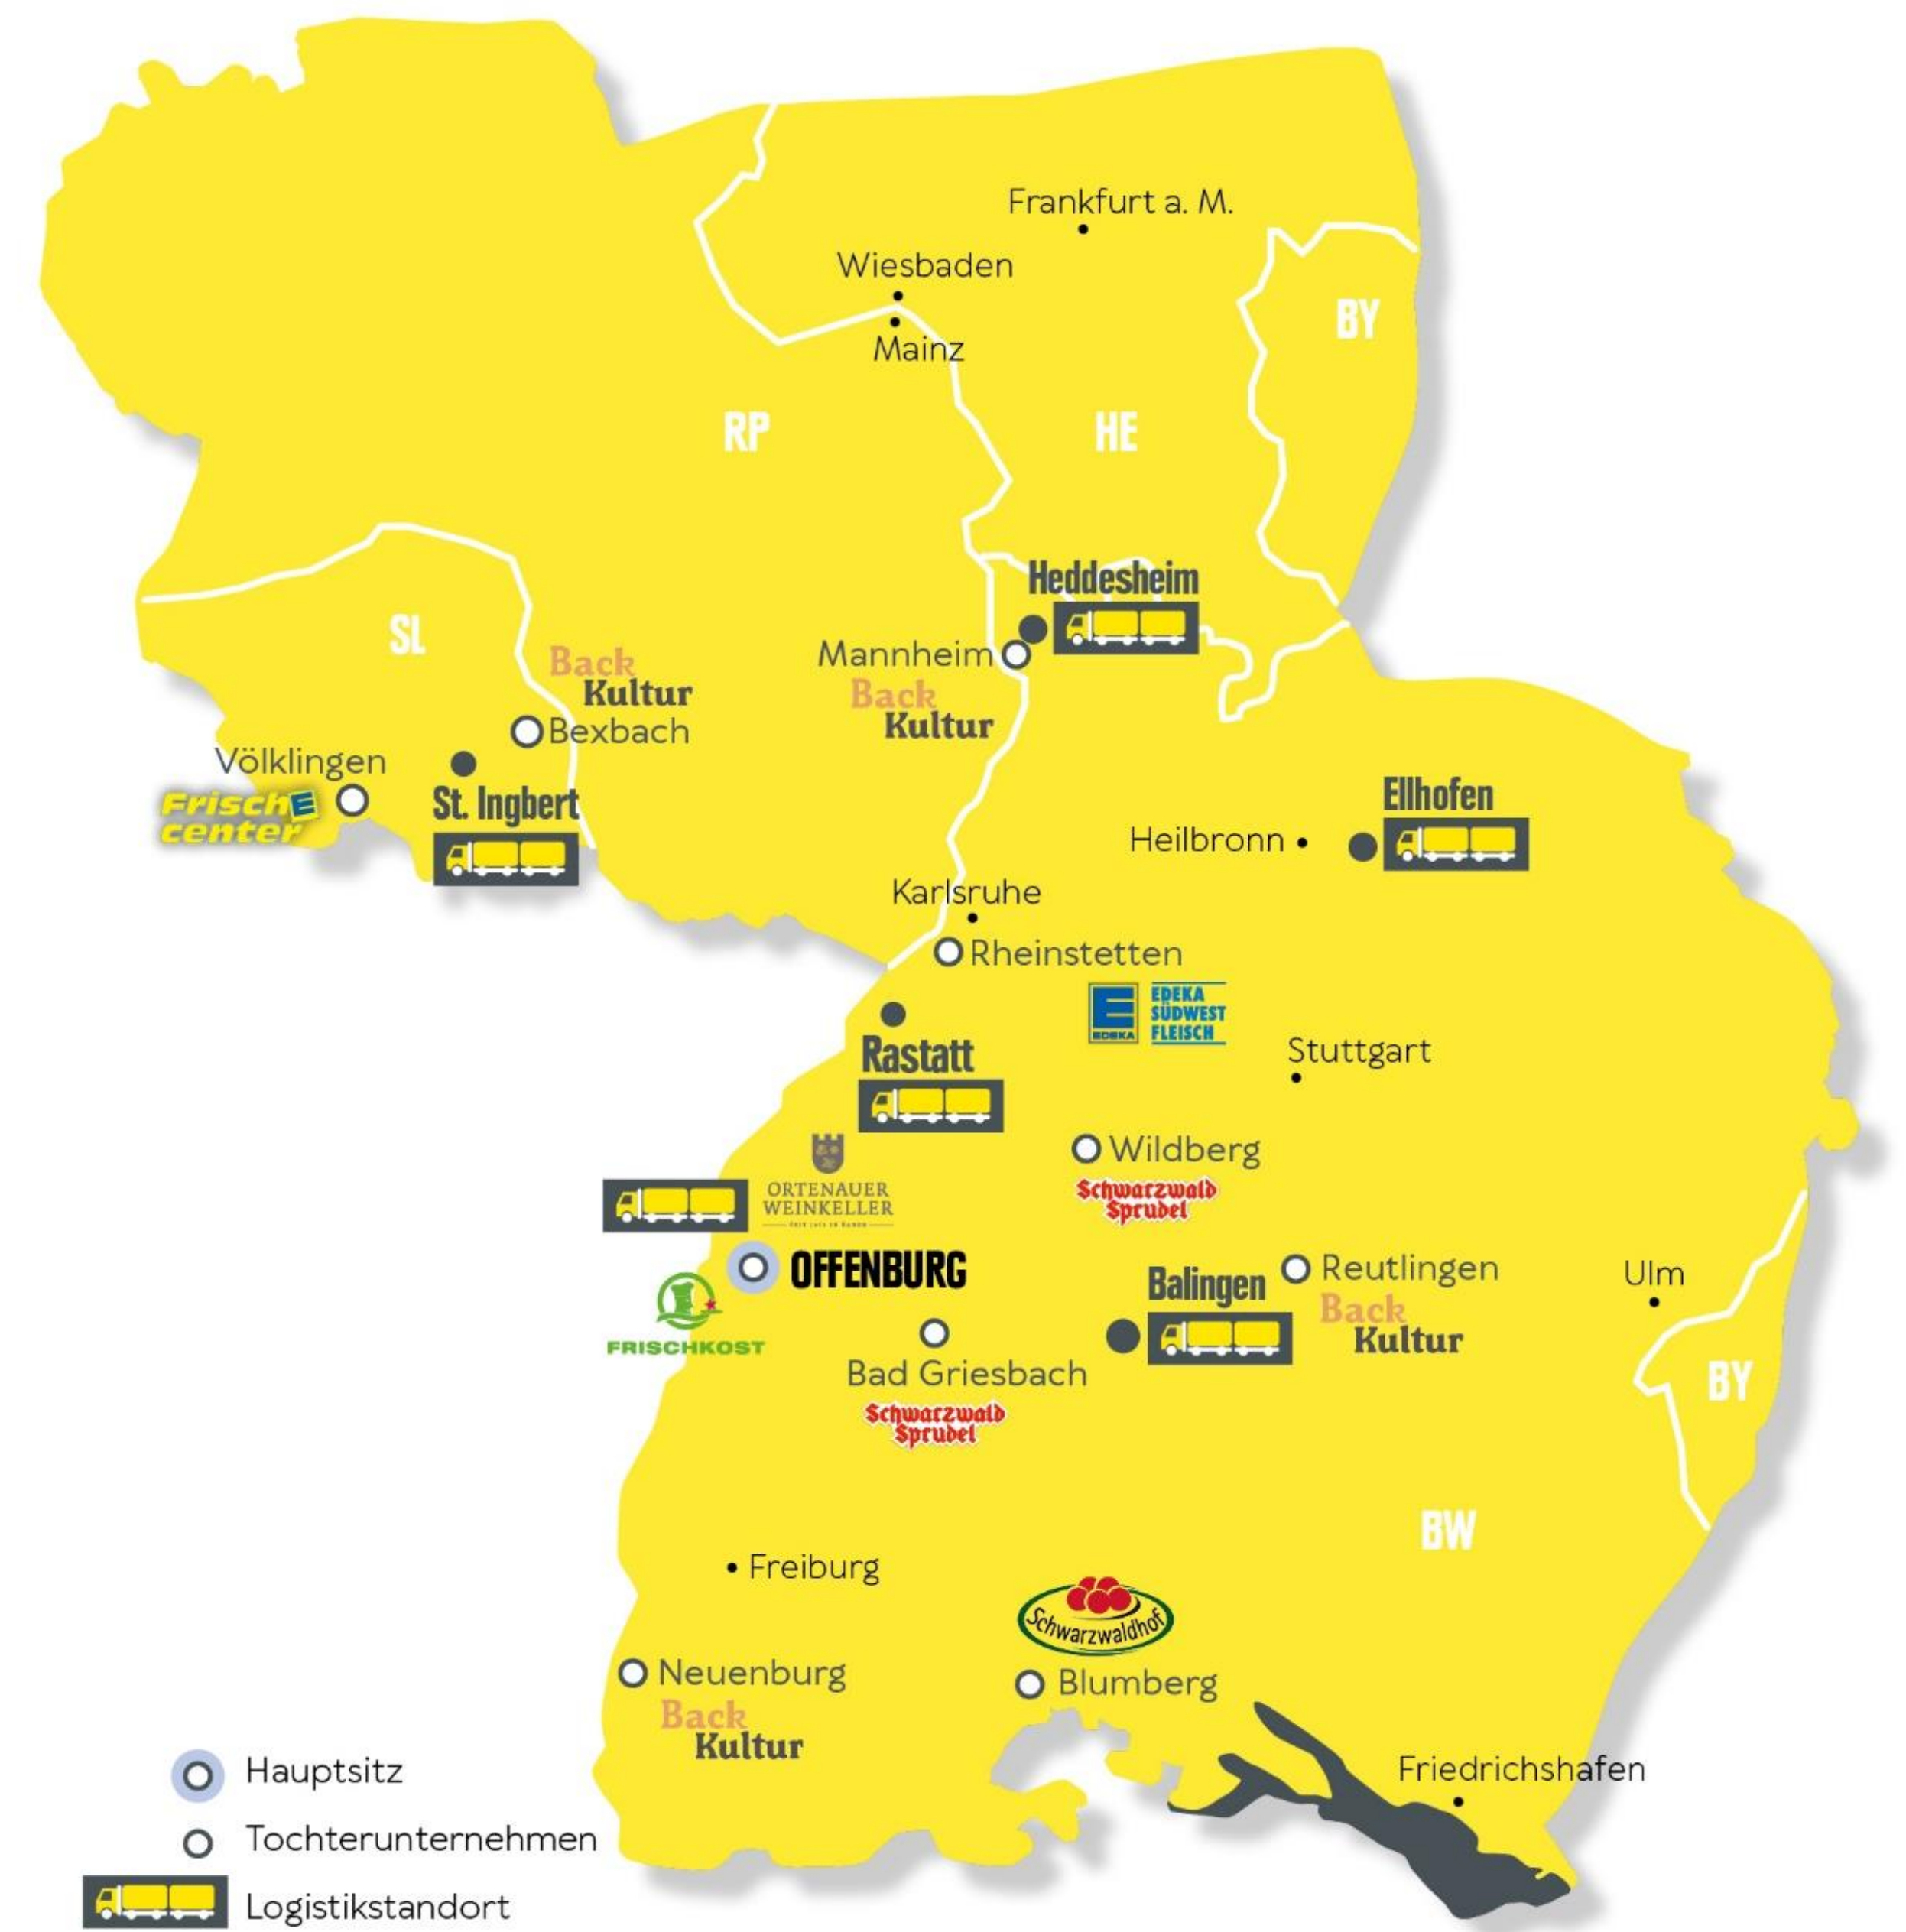 Frankfurt a. M.
Wiesbaden
Mainz
BY
RP
HE
Heddesheim
SL
Mannheim
Back
Kultur
Back
Kultur
Bexbach
Völklingen
FrischE
center
St. Ingbert
Ellhofen
Heilbronn
Karlsruhe
Rheinstetten
EDEKA
EDEKA
SÜDWEST
FLEISCH
Rastatt
Stuttgart
Wildberg
Schwarzwald
Sprudel
ORTENAUER
WEINKELLER
OFFENBURG
FRISCHKOST
Balingen
Reutlingen
Back
Kultur
Ulm
Bad Griesbach
Schwarzwald
Sprudel
BY
BW
Freiburg
Schwarzwaldhof
Neuenburg
Back
Kultur
Blumberg
Friedrichshafen
Hauptsitz
Tochterunternehmen
Logistikstandort